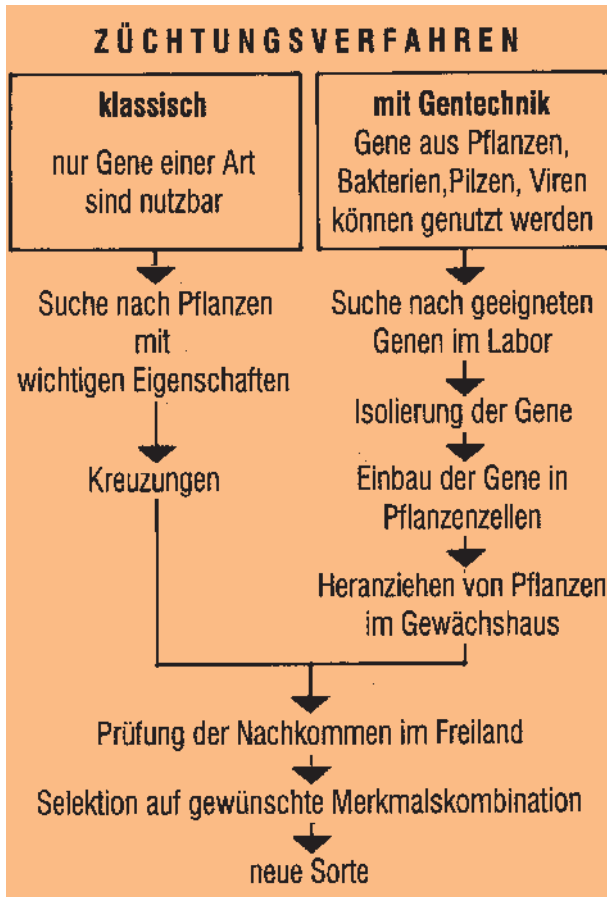 ZÜCHTUNGSVERFAHREN
klassisch
nur Gene einer Art
sind nutzbar
mit Gentechnik
Gene aus Pflanzen,
Bakterien,Pilzen, Viren
können genutzt werden
Suche nach Pflanzen
mit
wichtigen Eigenschaften
Kreuzungen
Suche nach geeigneten
Genen im Labor
Isolierung der Gene
Einbau der Gene in
Pflanzenzellen
Heranziehen von Pflanzen
im Gewächshaus
Prüfung der Nachkommen im Freiland
Selektion auf gewünschte Merkmalskombination
neue Sorte